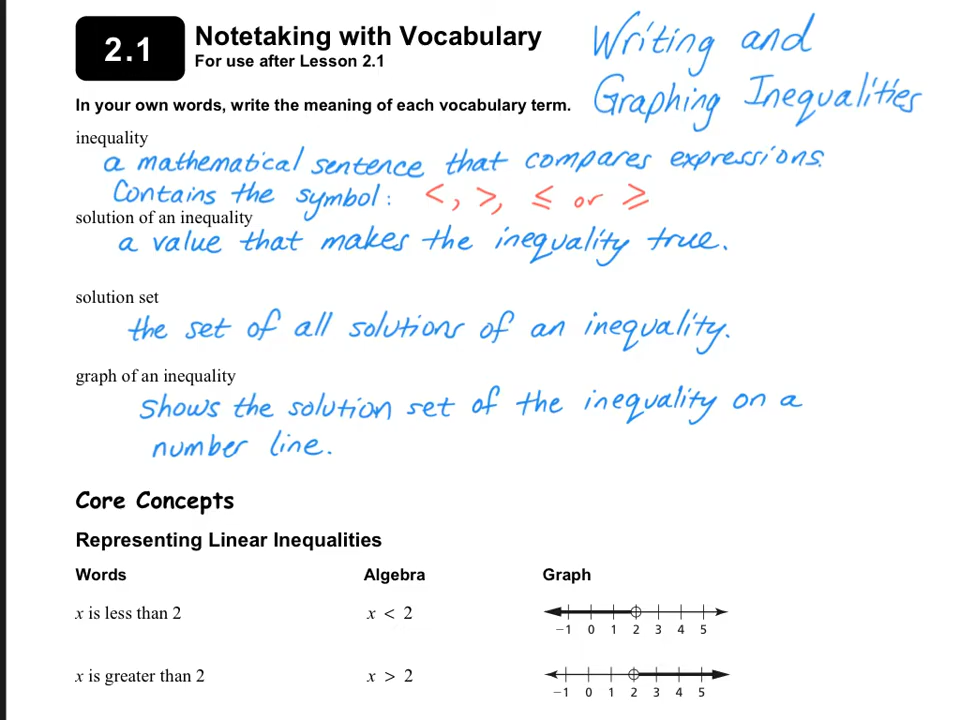 2.1 Notetaking with Vocabulary
For use after Lesson 2.1
Writing and
Graphing Inequalities
In your own words, write the meaning of each vocabulary term.
inequality
a mathematical sentence that compares expressions.
Contains the symbol: <, >, ≤ or ≥
solution of an inequality
a value that makes the inequality true.
solution set
the set of all solutions of an inequality.
graph of an inequality
shows the solution set of the inequality on a
number line.
Core Concepts
Representing Linear Inequalities
Words Algebra Graph
x is less than 2 x < 2
−1 0 1 2 3 4 5
x is greater than 2 x > 2
−1 0 1 2 3 4 5